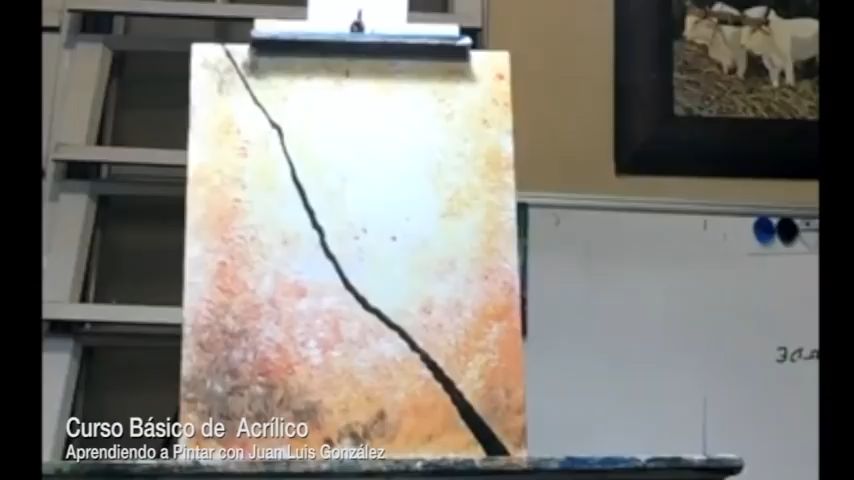 Curso Básico de Acrílico
Aprendiendo a Pintar con Juan Luis González